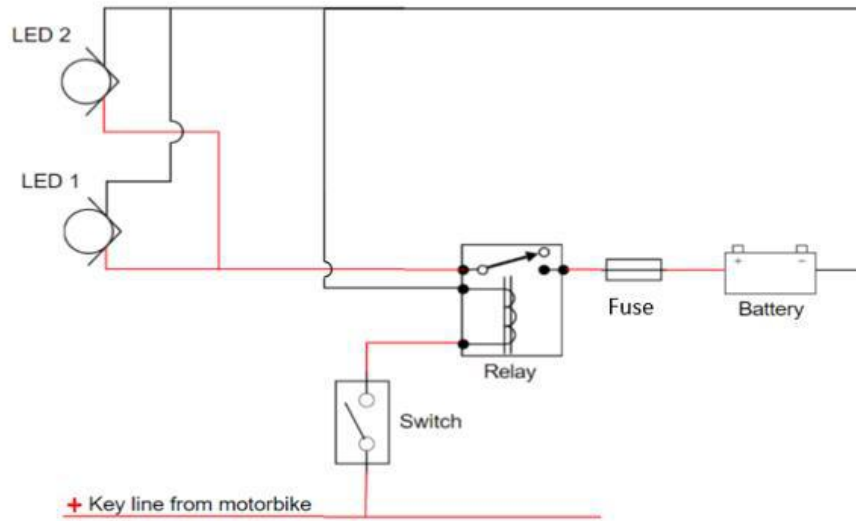 LED 2
LED 1
+ -
Fuse
Battery
Relay
Switch
+ Key line from motorbike